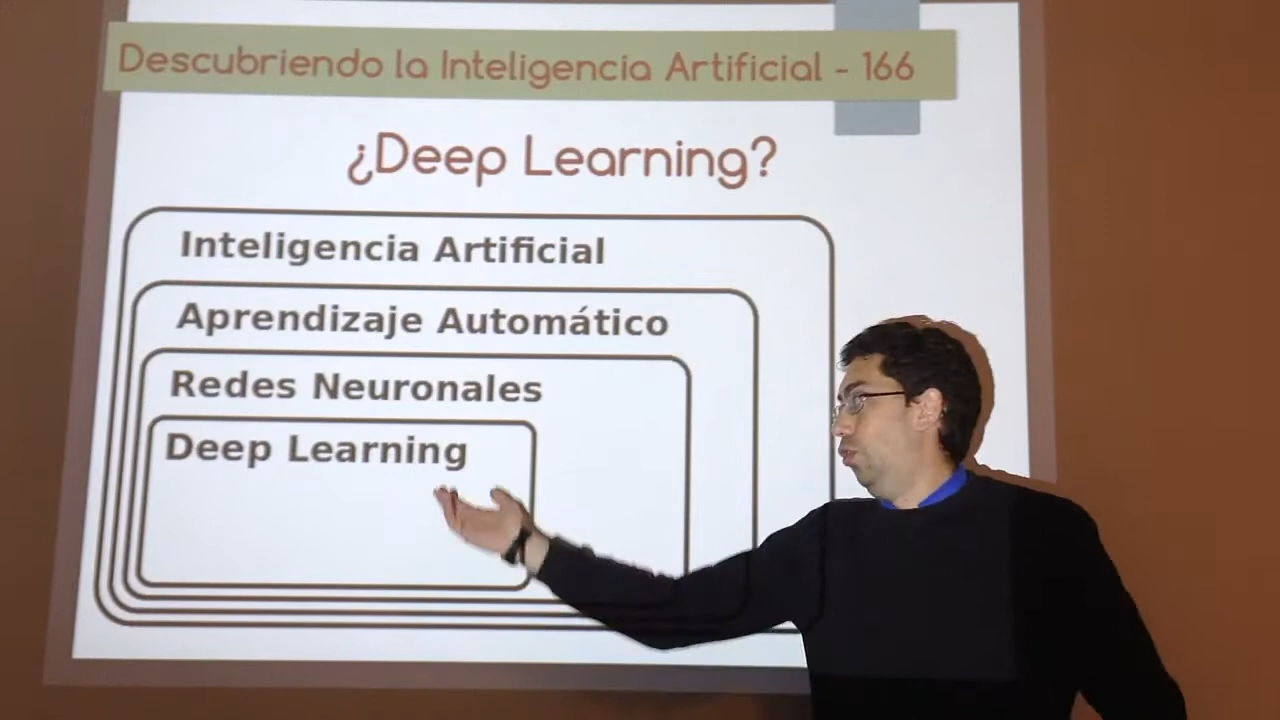 Descubriendo la Inteligencia Artificial - 166
¿Deep Learning?
Inteligencia Artificial
Aprendizaje Automático
Redes Neuronales
Deep Learning